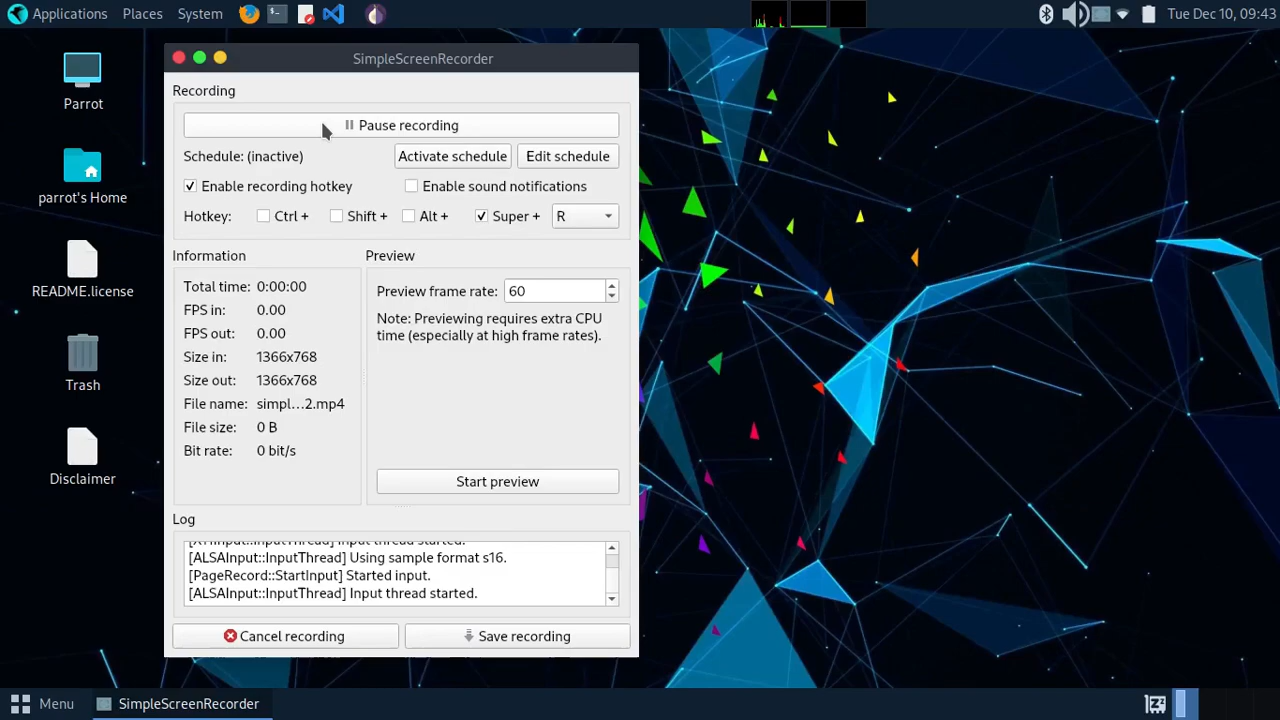 Applications Places System Tue Dec 10, 09:43
Parrot
parrot's Home
README.license
Trash
Disclaimer
SimpleScreenRecorder
Recording
Pause recording
Schedule: (inactive) Activate schedule Edit schedule
Enable recording hotkey Enable sound notifications
Hotkey: Ctrl + Shift + Alt + Super + R
Information
Total time: 0:00:00
FPS in: 0.00
FPS out: 0.00
Size in: 1366x768
Size out: 1366x768
File name: simpl...2.mp4
File size: 0 B
Bit rate: 0 bit/s
Preview
Preview frame rate: 60
Note: Previewing requires extra CPU
time (especially at high frame rates).
Start preview
Log
[X11Input::InputThread] Input thread started.
[ALSAInput::InputThread] Using sample format s16.
[PageRecord::StartInput] Started input.
[ALSAInput::InputThread] Input thread started.
Cancel recording Save recording
Menu SimpleScreenRecorder